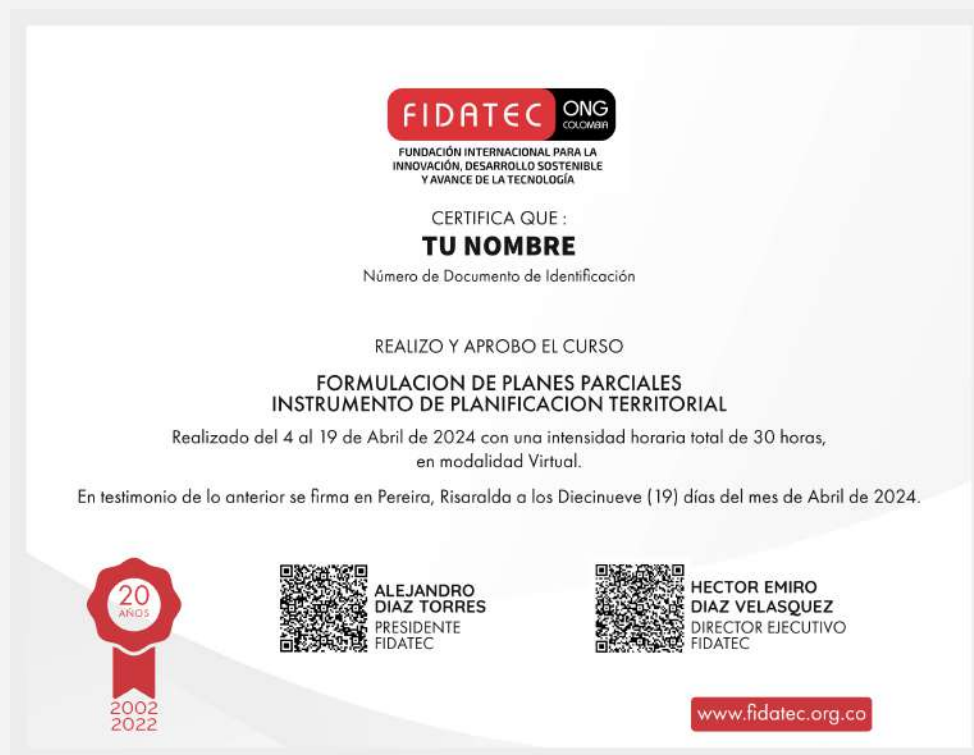 FIDATEC ONG
COLOMBIA
FUNDACIÓN INTERNACIONAL PARA LA
INNOVACIÓN, DESARROLLO SOSTENIBLE
Y AVANCE DE LA TECNOLOGÍA
CERTIFICA QUE :
TU NOMBRE
Número de Documento de Identificación
REALIZO Y APROBO EL CURSO
FORMULACION DE PLANES PARCIALES
INSTRUMENTO DE PLANIFICACION TERRITORIAL
Realizado del 4 al 19 de Abril de 2024 con una intensidad horaria total de 30 horas,
en modalidad Virtual.
En testimonio de lo anterior se firma en Pereira, Risaralda a los Diecinueve (19) días del mes de Abril de 2024.
20
AÑOS
2002
2022
ALEJANDRO
DIAZ TORRES
PRESIDENTE
FIDATEC
HECTOR EMIRO
DIAZ VELASQUEZ
DIRECTOR EJECUTIVO
FIDATEC
www.fidatec.org.co